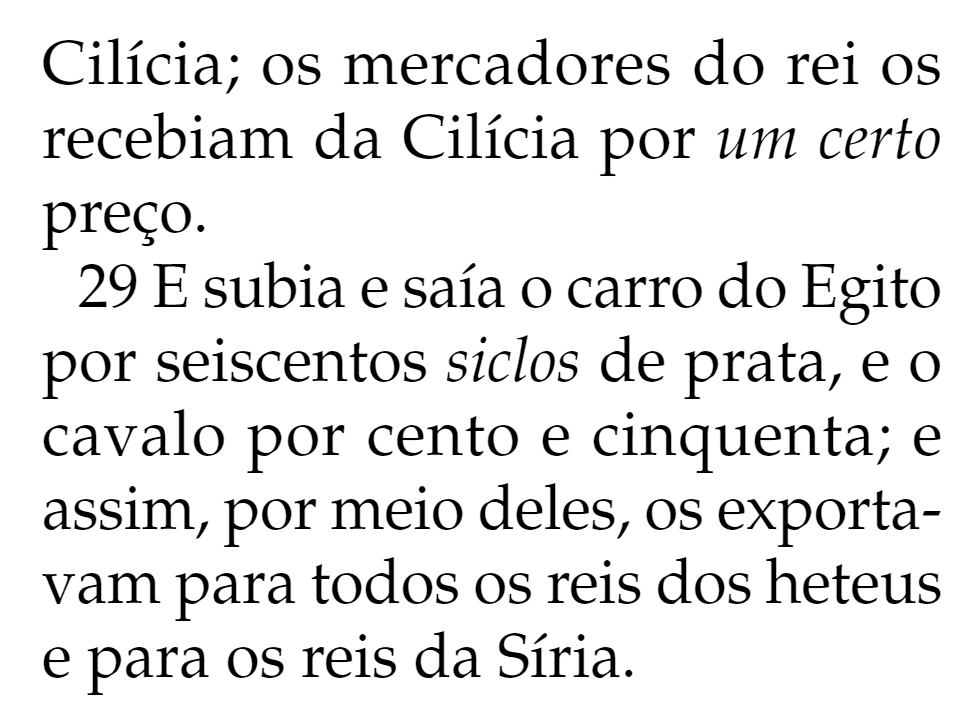 Cilícia; os mercadores do rei os
recebiam da Cilícia por um certo
preço.
29 E subia e saía o carro do Egito
por seiscentos siclos de prata, e o
cavalo por cento e cinquenta; e
assim, por meio deles, os exporta-
vam para todos os reis dos heteus
e para os reis da Síria.